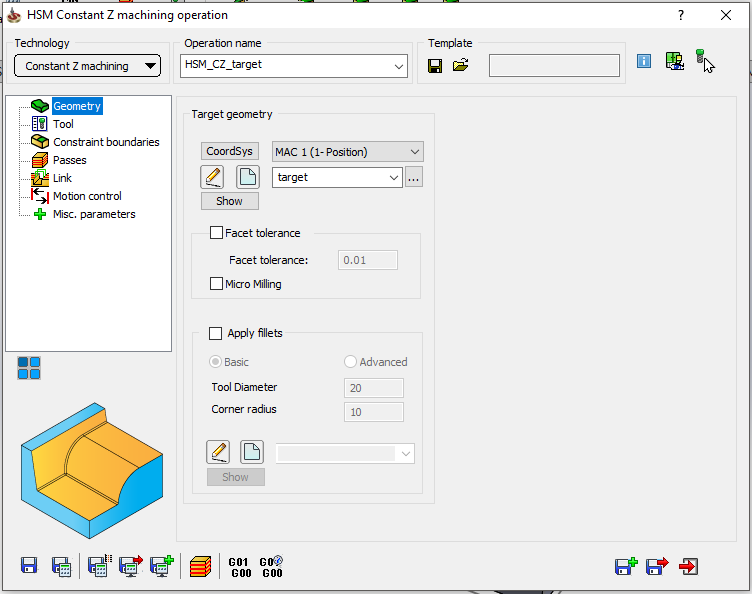 HSM Constant Z machining operation
?
Technology
Operation name
Template
Constant Z machining
HSM_CZ_target
Geometry
Tool
Constraint boundaries
Passes
Link
Motion control
Misc. parameters
Target geometry
CoordSys
MAC 1 (1- Position)
target
...
Show
Facet tolerance
Facet tolerance:
0.01
Micro Milling
Apply fillets
Basic
Advanced
Tool Diameter
20
Corner radius
10
Show
G01
G00
G0
G00